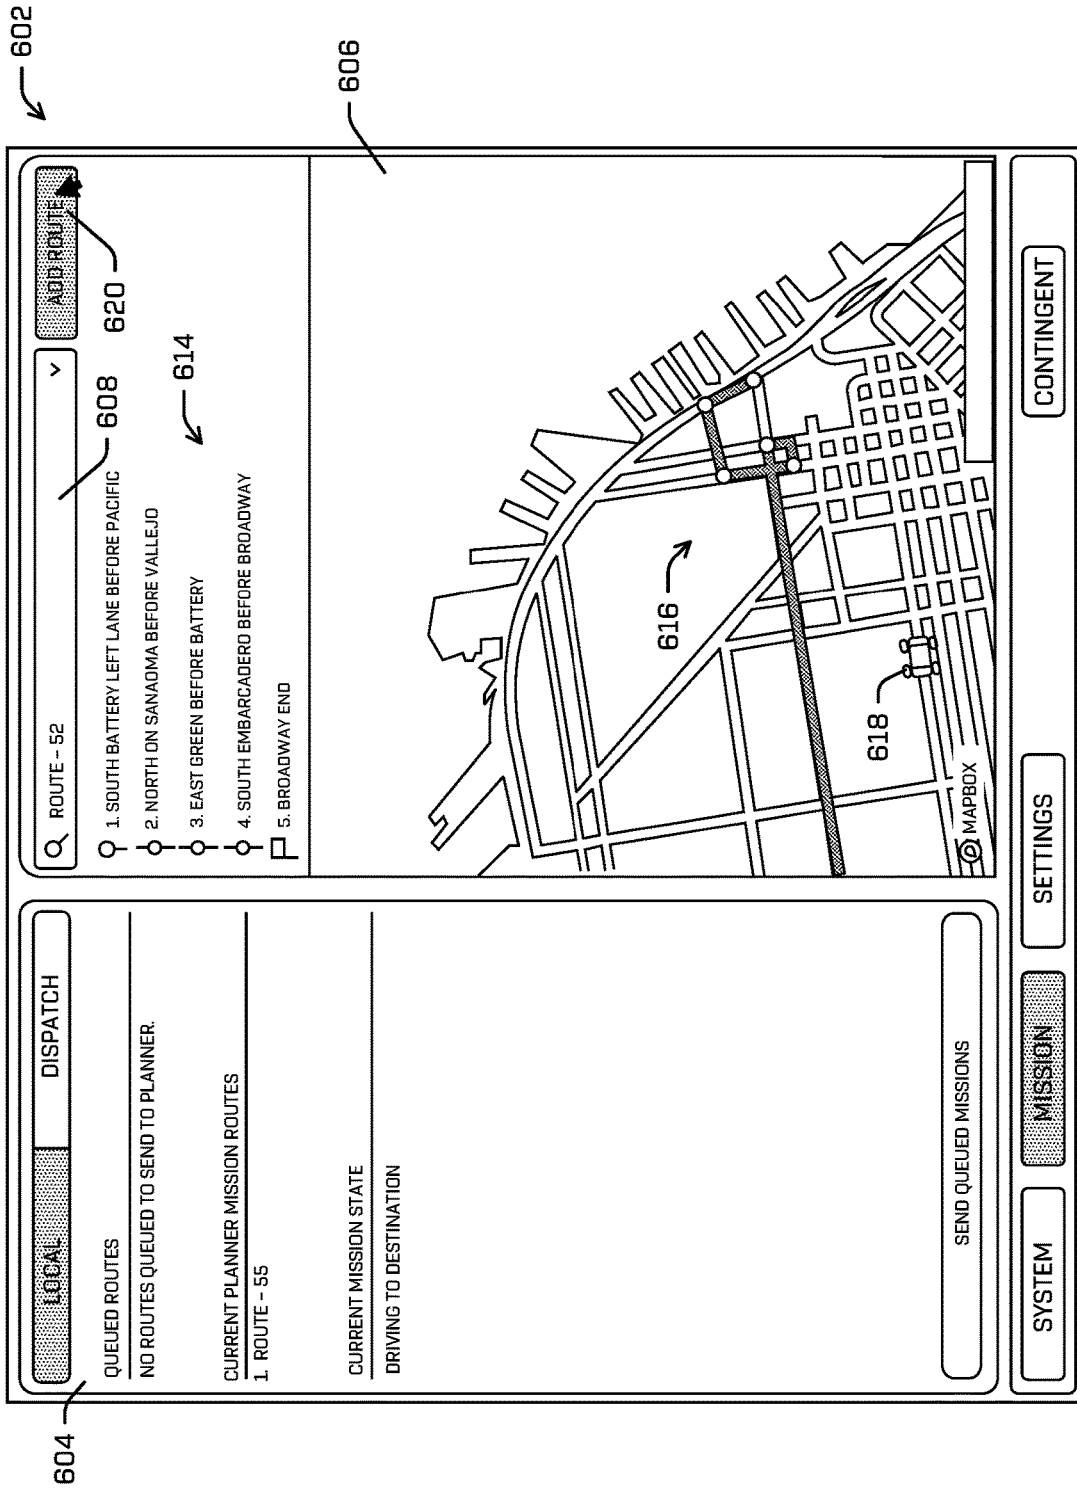 602
LOCAL
DISPATCH
QUEUED ROUTES
NO ROUTES QUEUED TO SEND TO PLANNER.
CURRENT PLANNER MISSION ROUTES
1. ROUTE - 55
CURRENT MISSION STATE
DRIVING TO DESTINATION
SEND QUEUED MISSIONS
604
ROUTE - 52
ADD ROUTE
608
620
1. SOUTH BATTERY LEFT LANE BEFORE PACIFIC
2. NORTH ON SANAOMA BEFORE VALLEJO
3. EAST GREEN BEFORE BATTERY
4. SOUTH EMBARCADERO BEFORE BROADWAY
5. BROADWAY END
614
606
616
618
MAPBOX
SYSTEM
MISSION
SETTINGS
CONTINGENT